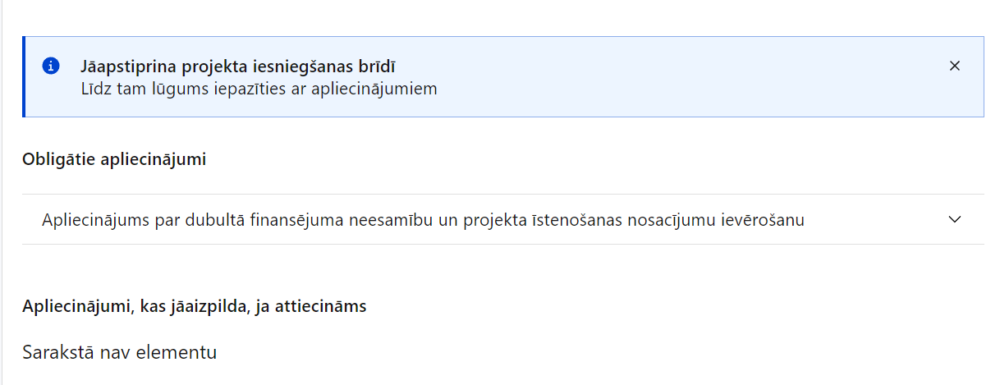 Jāapstiprina projekta iesniegšanas brīdī
Līdz tam lūgums iepazīties ar apliecinājumiem
Obligātie apliecinājumi
Apliecinājums par dubultā finansējuma neesamību un projekta īstenošanas nosacījumu ievērošanu
Apliecinājumi, kas jāaizpilda, ja attiecināms
Sarakstā nav elementu